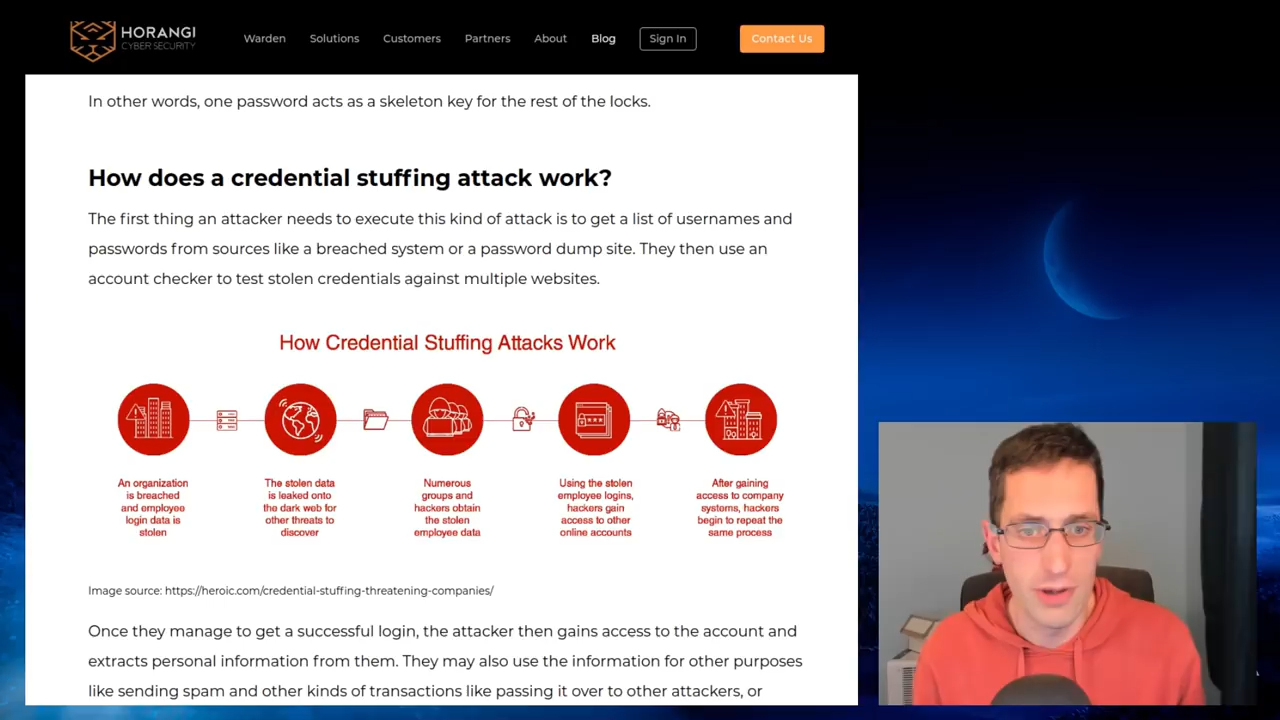 HORANGI
CYBER SECURITY
Warden
Solutions
Customers
Partners
About
Blog
Sign In
Contact Us
In other words, one password acts as a skeleton key for the rest of the locks.
How does a credential stuffing attack work?
The first thing an attacker needs to execute this kind of attack is to get a list of usernames and
passwords from sources like a breached system or a password dump site. They then use an
account checker to test stolen credentials against multiple websites.
How Credential Stuffing Attacks Work
An organization
is breached
and employee
login data is
stolen
The stolen data
is leaked onto
the dark web for
other threats to
discover
Numerous
groups and
hackers obtain
the stolen
employee data
Using the stolen
employee logins,
hackers gain
access to other
online accounts
After gaining
access to company
systems, hackers
begin to repeat the
same process
Image source: https://heroic.com/credential-stuffing-threatening-companies/
Once they manage to get a successful login, the attacker then gains access to the account and
extracts personal information from them. They may also use the information for other purposes
like sending spam and other kinds of transactions like passing it over to other attackers, or